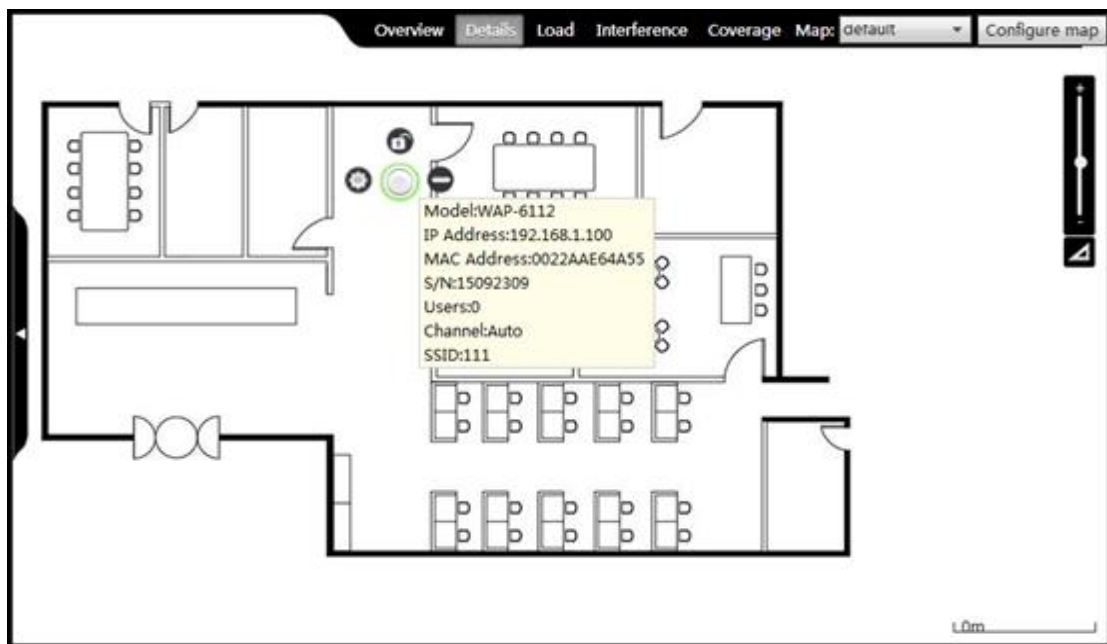 Overview Details Load Interference Coverage Map: default Configure map
+
Model:WAP-6112
IP Address:192.168.1.100
MAC Address:0022AAE64A55
S/N:15092309
Users:0
Channel:Auto
SSID:111
-